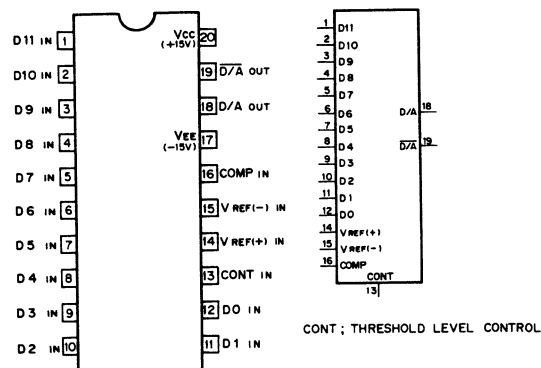 D11 IN 1
D10 IN 2
D9 IN 3
D8 IN 4
D7 IN 5
D6 IN 6
D5 IN 7
D4 IN 8
D3 IN 9
D2 IN 10
VCC 20
(+15V)
19 D/A OUT
18 D/A OUT
VEE 17
(-15V)
16 COMP IN
15 V REF(-) IN
14 V REF(+) IN
13 CONT IN
12 D0 IN
11 D1 IN
1 D11
2 D10
3 D9
4 D8
5 D7
6 D6
7 D5
8 D4
9 D3
10 D2
11 D1
12 D0
14 V REF(+)
15 V REF(-)
16 COMP
CONT
13
D/A 18
D/A 19
CONT ; THRESHOLD LEVEL CONTROL